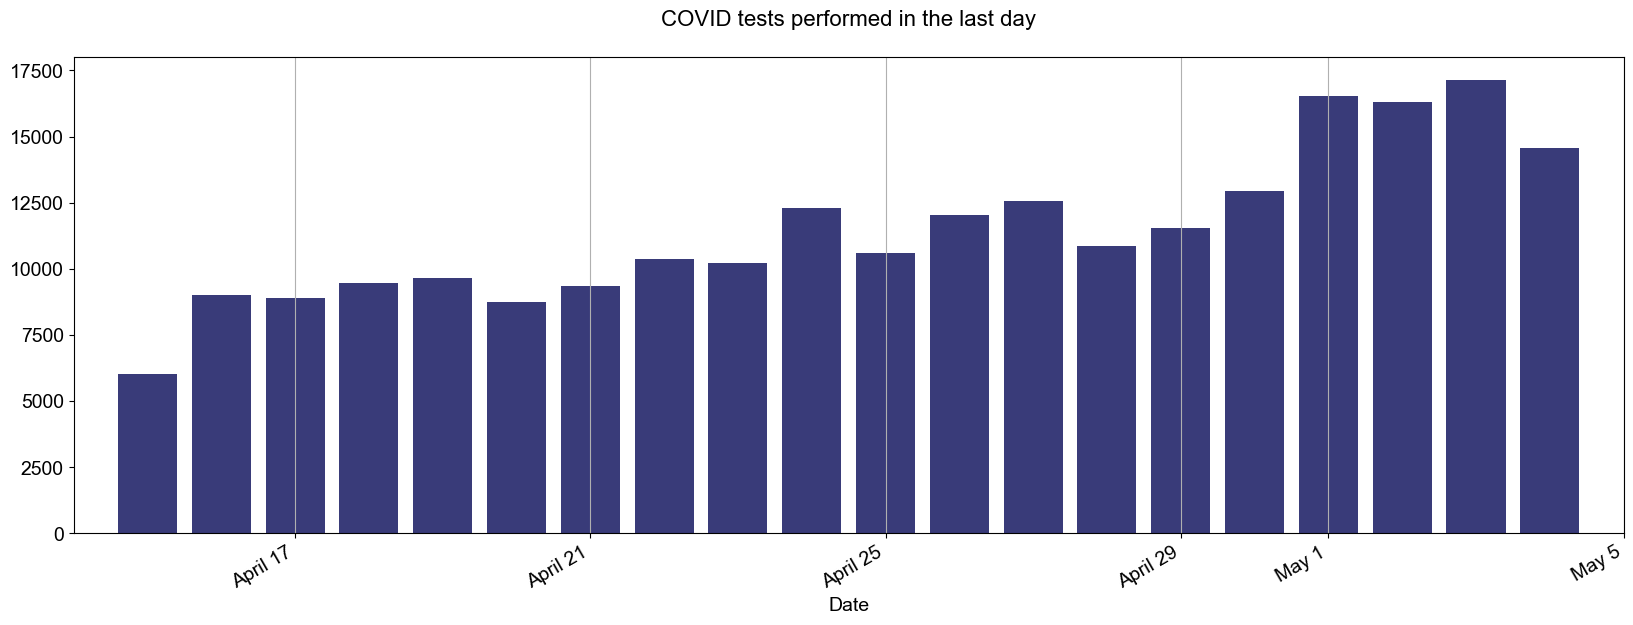 COVID tests performed in the last day
17500
15000
12500
10000
7500
5000
2500
0
April 17
April 21
April 25
April 29
May 1
May 5
Date